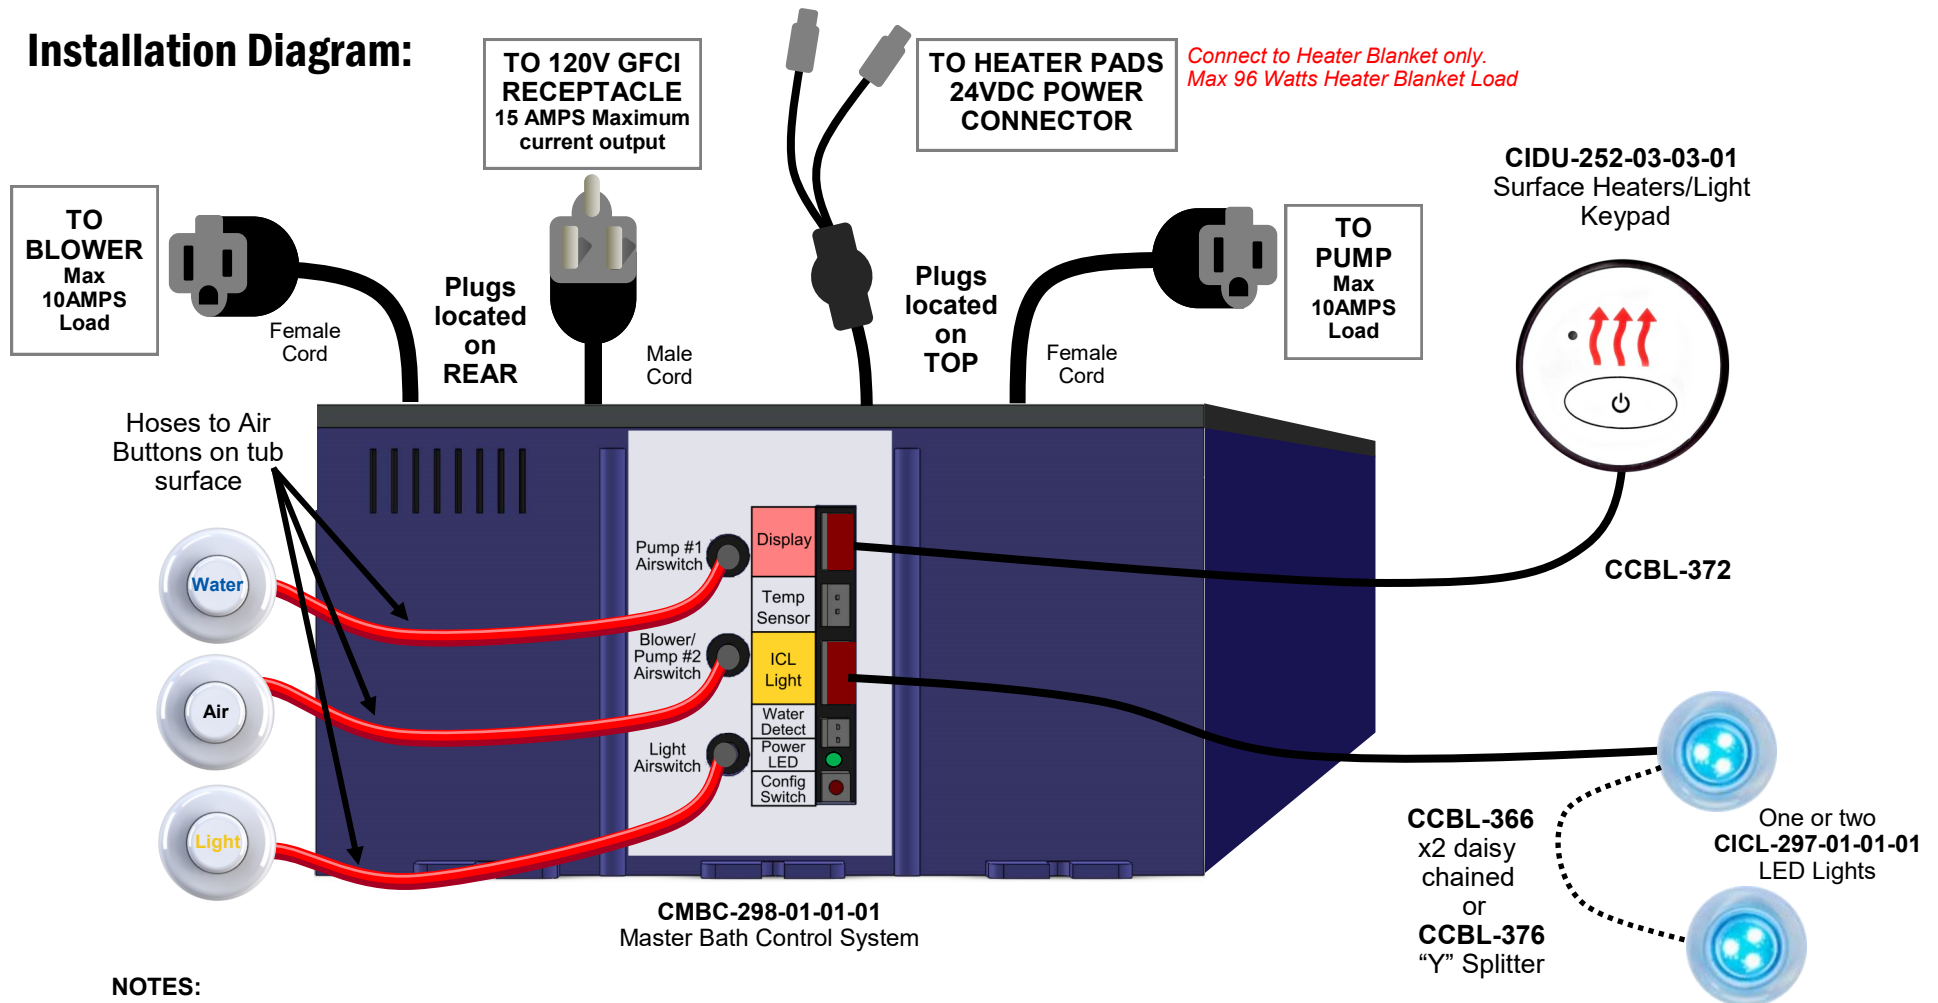 Installation Diagram:
TO 120V GFCI
RECEPTACLE
15 AMPS Maximum
current output
TO HEATER PADS
24VDC POWER
CONNECTOR
Connect to Heater Blanket only.
Max 96 Watts Heater Blanket Load
CIDU-252-03-03-01
Surface Heaters/Light
Keypad
TO
BLOWER
Max
10AMPS
Load
Female
Cord
Plugs
located
on
REAR
Male
Cord
Plugs
located
on
TOP
Female
Cord
TO
PUMP
Max
10AMPS
Load
Hoses to Air
Buttons on tub
surface
Water
Air
Light
Pump #1
Airswitch
Blower/
Pump #2
Airswitch
Light
Airswitch
Display
Temp
Sensor
ICL
Light
Water
Detect
Power
LED
Config
Switch
CCBL-372
CCBL-366
x2 daisy
chained
or
CCBL-376
“Y” Splitter
One or two
CICL-297-01-01-01
LED Lights
CMBC-298-01-01-01
Master Bath Control System
NOTES: